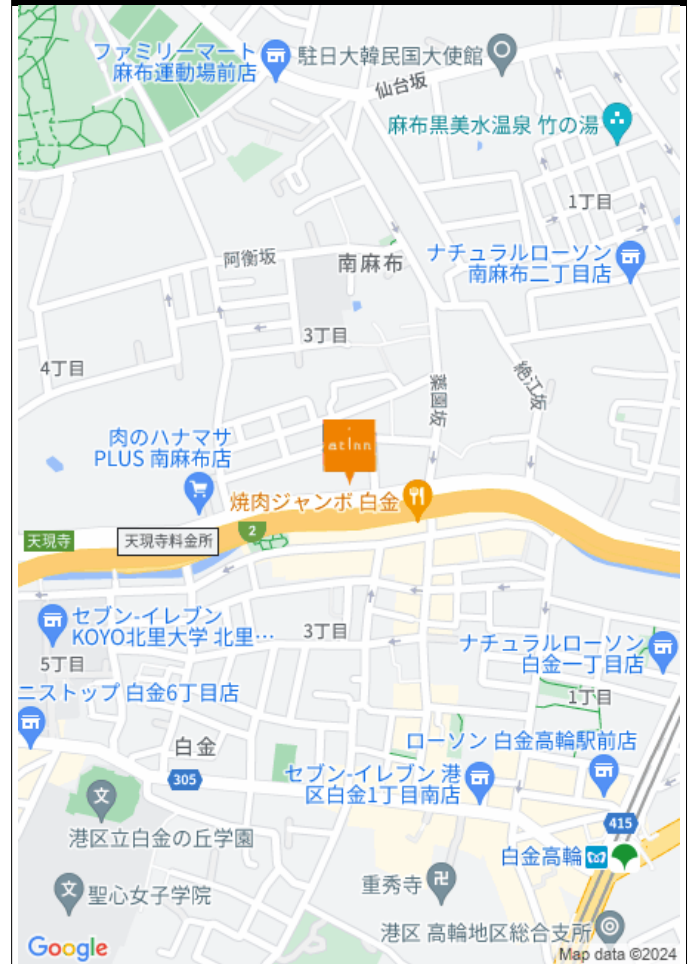 ファミリーマート
麻布運動場前店
駐日大韓民国大使館
仙台坂
麻布黒美水温泉 竹の湯
1丁目
阿衡坂
南麻布
ナチュラルローソン
南麻布二丁目店
3丁目
4丁目
薬園坂
絶江坂
肉のハナマサ
PLUS 南麻布店
at Inn
焼肉ジャンボ 白金
天現寺
天現寺料金所
2
セブン-イレブン
KOYO北里大学 北里…
3丁目
ナチュラルローソン
白金一丁目店
5丁目
ニストップ 白金6丁目店
1丁目
白金
ローソン 白金高輪駅前店
305
セブン-イレブン 港
区白金1丁目南店
文
415
港区立白金の丘学園
白金高輪
文
聖心女子学院
重秀寺
港区 高輪地区総合支所
Google
Map data ©2024